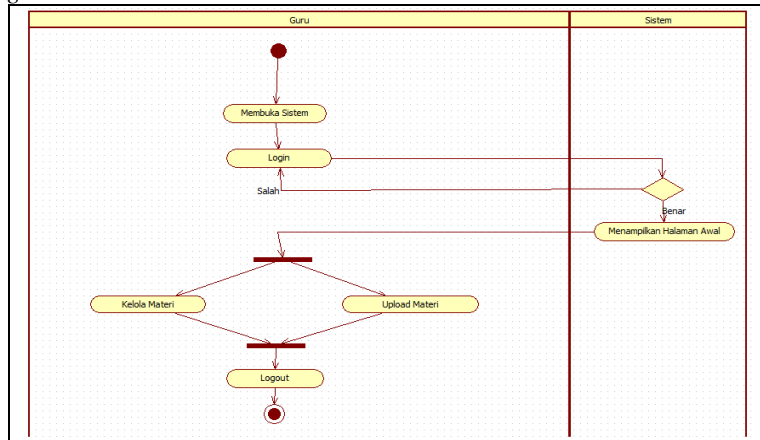 Guru
Sistem
Membuka Sistem
Login
Salah
Benar
Menampilkan Halaman Awal
Kelola Materi
Upload Materi
Logout